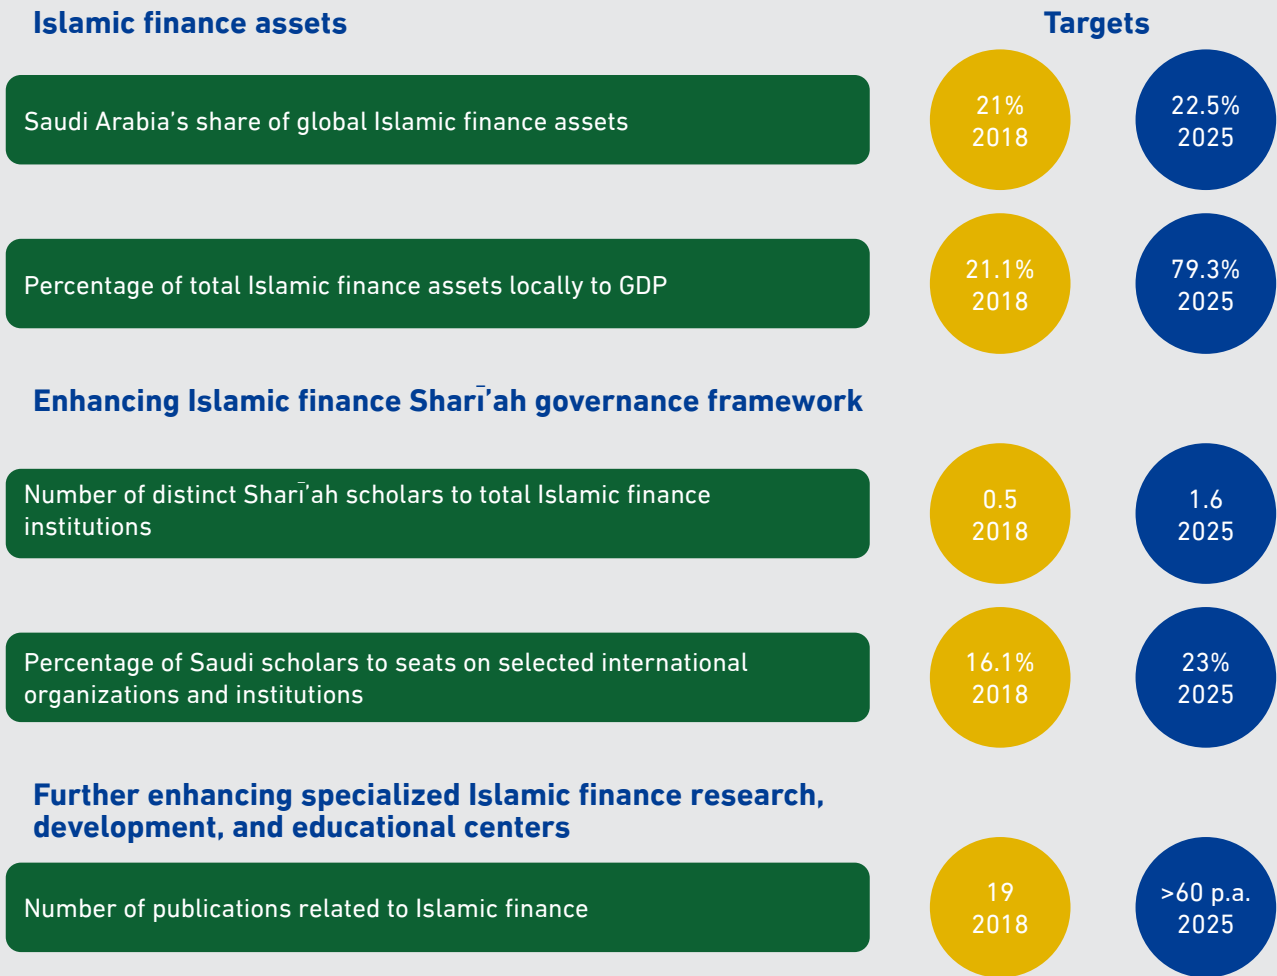 Islamic finance assets
Targets
Saudi Arabia’s share of global Islamic finance assets
21%
2018
22.5%
2025
Percentage of total Islamic finance assets locally to GDP
21.1%
2018
79.3%
2025
Enhancing Islamic finance Sharī’ah governance framework
Number of distinct Sharī’ah scholars to total Islamic finance
institutions
0.5
2018
1.6
2025
Percentage of Saudi scholars to seats on selected international
organizations and institutions
16.1%
2018
23%
2025
Further enhancing specialized Islamic finance research,
development, and educational centers
Number of publications related to Islamic finance
19
2018
>60 p.a.
2025